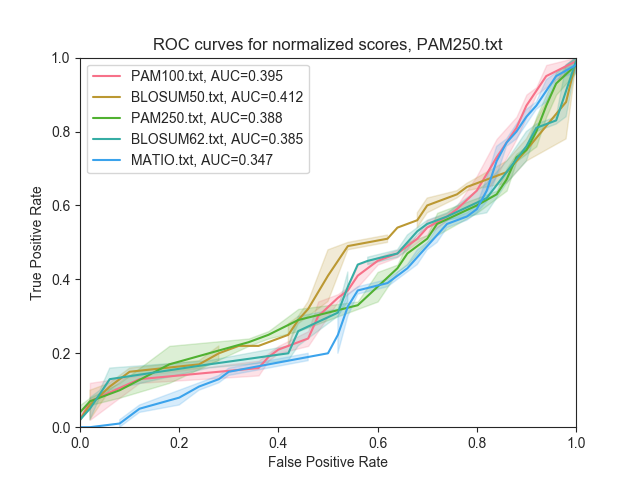 ROC curves for normalized scores, PAM250.txt
PAM100.txt, AUC=0.395
BLOSUM50.txt, AUC=0.412
PAM250.txt, AUC=0.388
BLOSUM62.txt, AUC=0.385
MATIO.txt, AUC=0.347
True Positive Rate
1.0
0.8
0.6
0.4
0.2
0.0
0.0 0.2 0.4 0.6 0.8 1.0
False Positive Rate